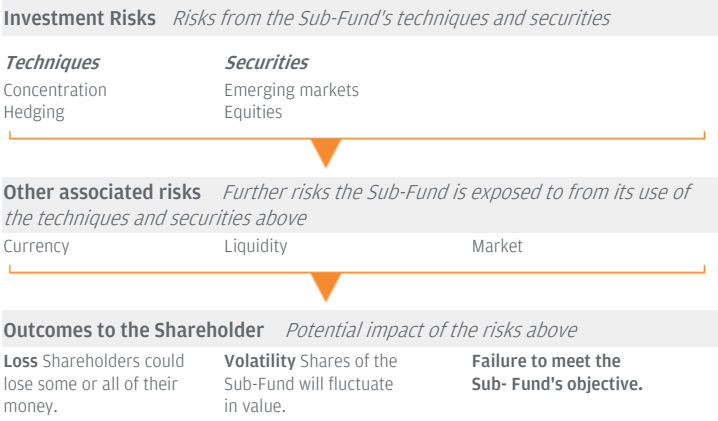 Investment Risks Risks from the Sub-Fund's techniques and securities
Techniques Securities
Concentration Emerging markets
Hedging Equities
Other associated risks Further risks the Sub-Fund is exposed to from its use of
the techniques and securities above
Currency Liquidity Market
Outcomes to the Shareholder Potential impact of the risks above
Loss Shareholders could
lose some or all of their
money.
Volatility Shares of the
Sub-Fund will fluctuate
in value.
Failure to meet the
Sub- Fund's objective.